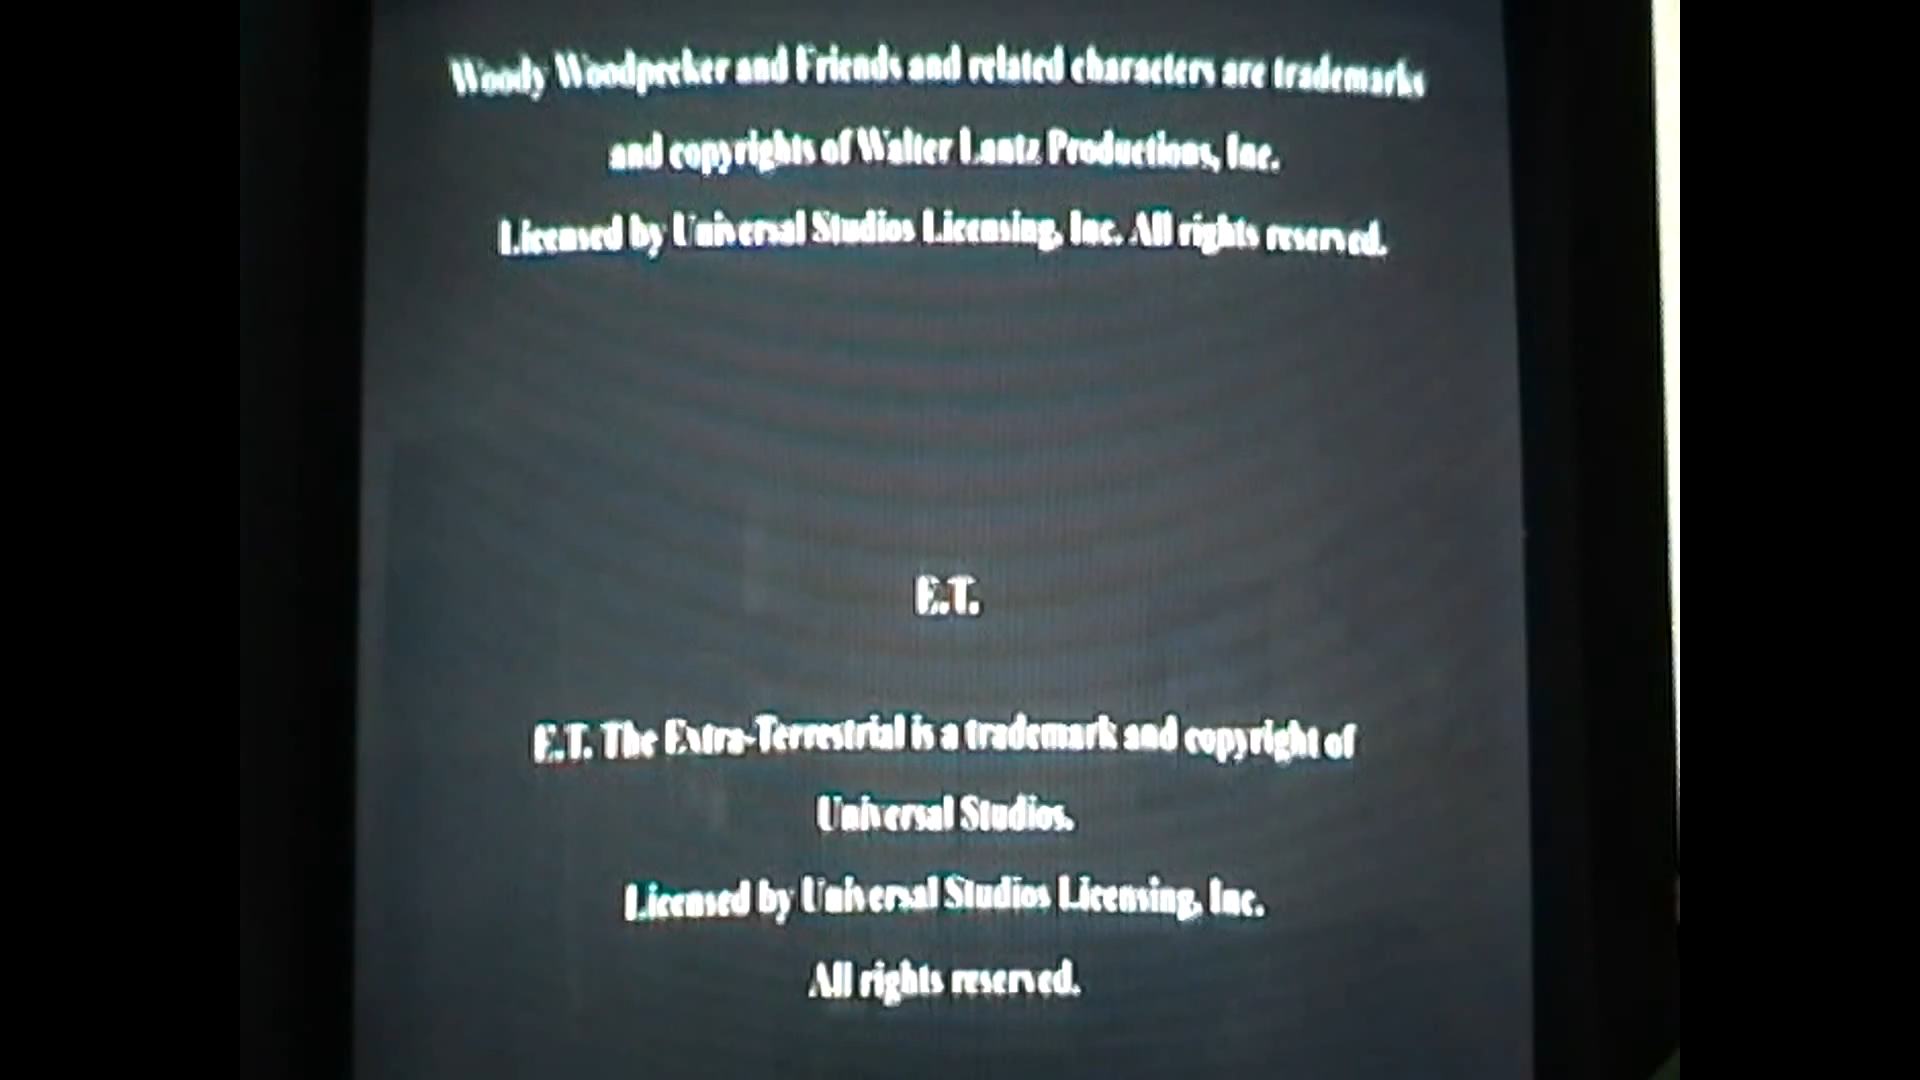 Woody Woodpecker and Friends and related characters are trademarks
and copyrights of Walter Lantz Productions, Inc.
Licensed by Universal Studios Licensing, Inc. All rights reserved.
E.T.
E.T. The Extra-Terrestrial is a trademark and copyright of
Universal Studios.
Licensed by Universal Studios Licensing, Inc.
All rights reserved.